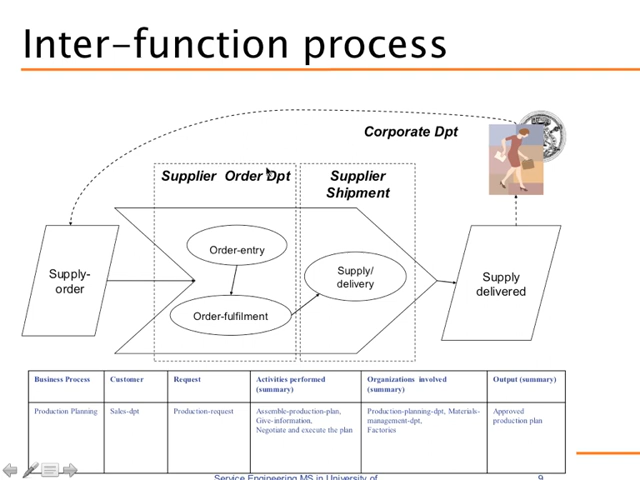 Inter-function process
Corporate Dpt
Supplier Order Dpt
Supplier
Shipment
Order-entry
Supply-
order
Supply/
delivery
Supply
delivered
Order-fulfilment
Business Process Customer Request Activities performed (summary) Organizations involved (summary) Output (summary)
Production Planning Sales-dpt Production-request Assemble-production-plan, Give-information, Negotiate and execute the plan Production-planning-dpt, Materials-management-dpt, Factories Approved production plan
Service Engineering MS in University of
9